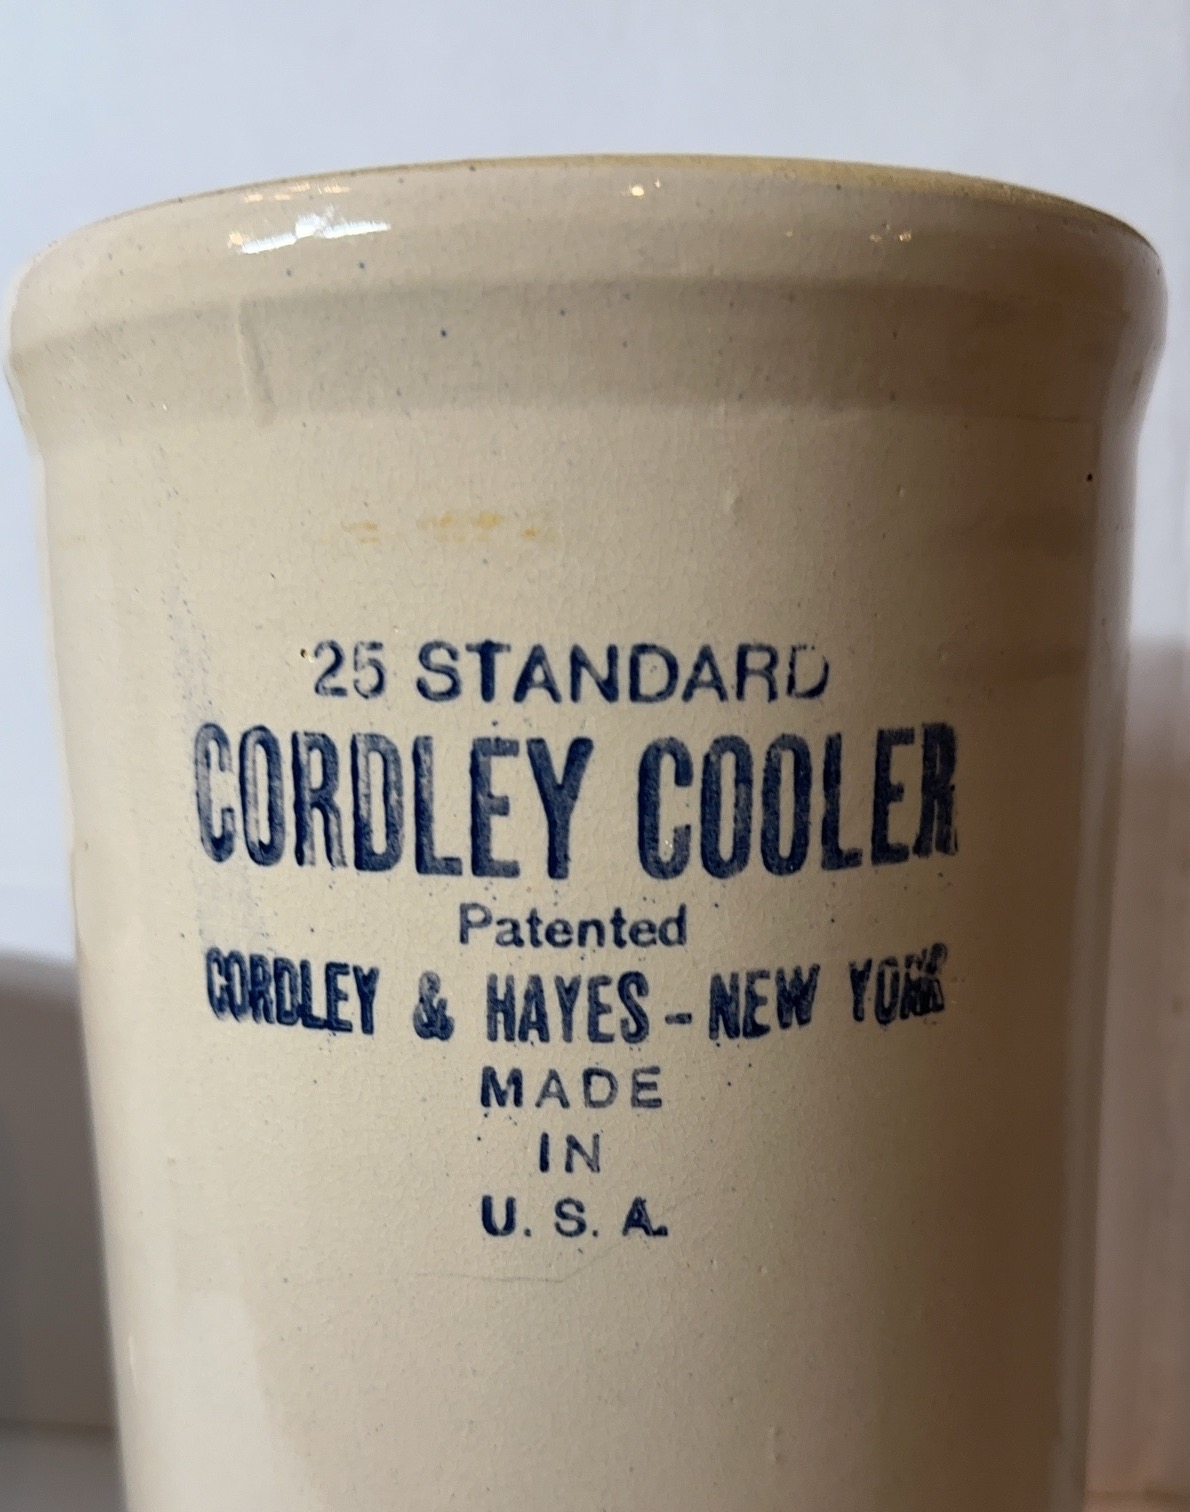 25 STANDARD
CORDLEY COOLER
Patented
CORDLEY & HAYES - NEW YORK
MADE
IN
U. S. A.